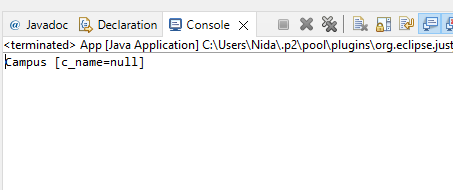 @ Javadoc Declaration Console
<terminated> App [Java Application] C:\Users\Nida\.p2\pool\plugins\org.eclipse.just
Campus [c_name=null]